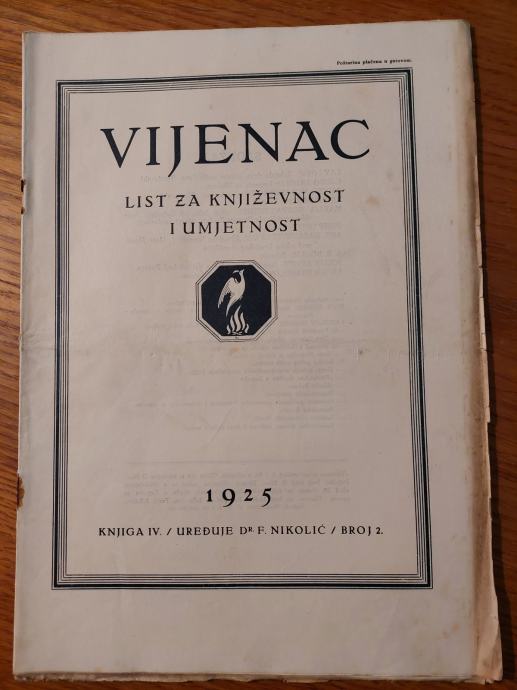 Poštarina plaćena u gotovom.
VIJENAC
LIST ZA KNJIŽEVNOST
I UMJETNOST
1925
KNJIGA IV. / UREĐUJE DR. F. NIKOLIĆ / BROJ 2.